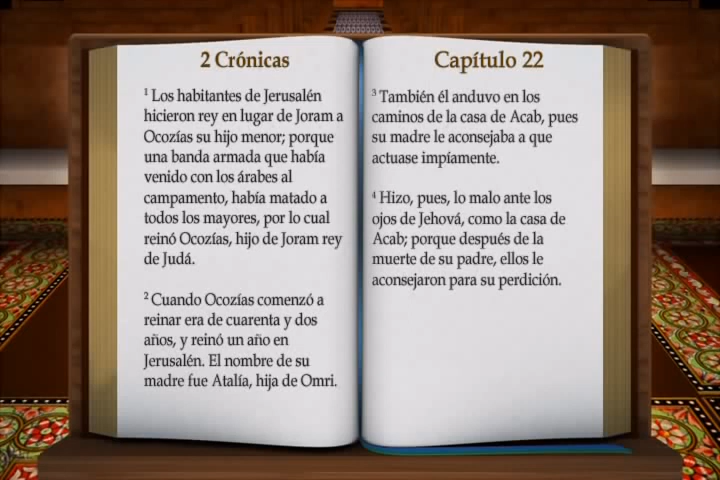 2 Crónicas
1 Los habitantes de Jerusalén
hicieron rey en lugar de Joram a
Ocozías su hijo menor; porque
una banda armada que había
venido con los árabes al
campamento, había matado a
todos los mayores, por lo cual
reinó Ocozías, hijo de Joram rey
de Judá.
2 Cuando Ocozías comenzó a
reinar era de cuarenta y dos
años, y reinó un año en
Jerusalén. El nombre de su
madre fue Atalía, hija de Omri.
Capítulo 22
3 También él anduvo en los
caminos de la casa de Acab, pues
su madre le aconsejaba a que
actuase impíamente.
4 Hizo, pues, lo malo ante los
ojos de Jehová, como la casa de
Acab; porque después de la
muerte de su padre, ellos le
aconsejaron para su perdición.